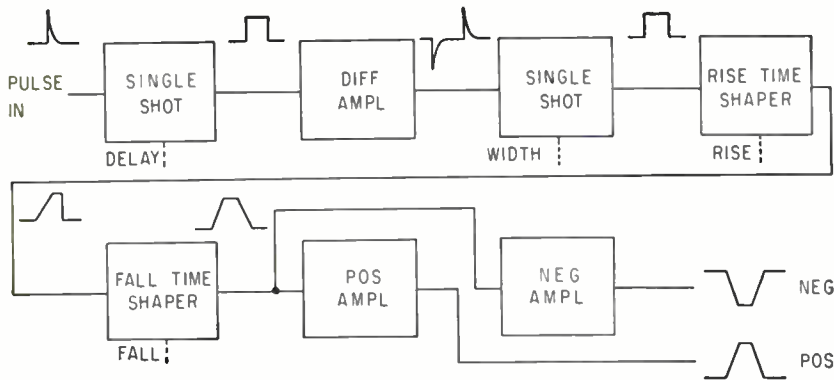 PULSE
IN
SINGLE
SHOT
DELAY
DIFF
AMPL
SINGLE
SHOT
WIDTH
RISE TIME
SHAPER
RISE
FALL TIME
SHAPER
FALL
POS
AMPL
NEG
AMPL
NEG
POS